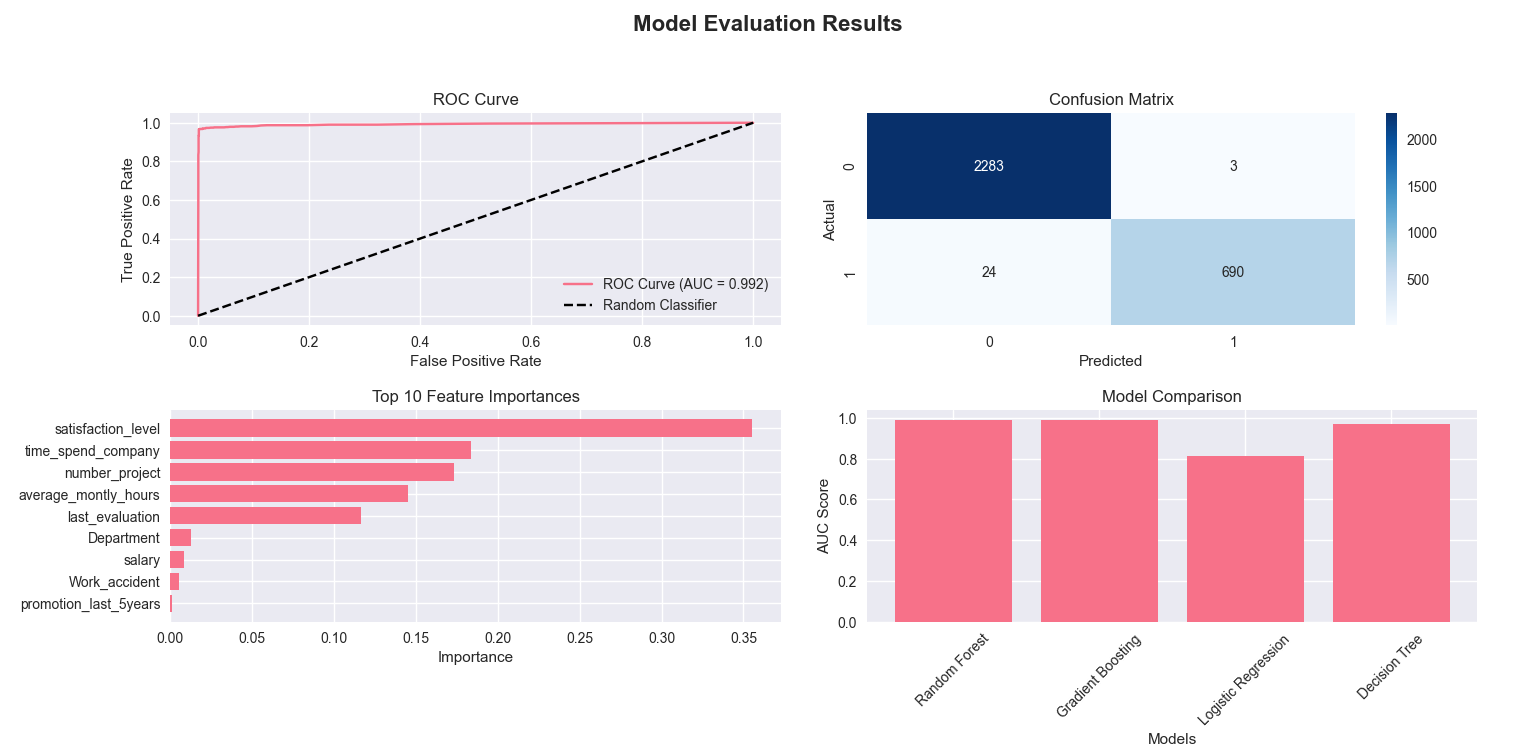 Model Evaluation Results
ROC Curve
1.0
0.8
0.6
0.4
0.2
0.0
True Positive Rate
ROC Curve (AUC = 0.992)
Random Classifier
0.0 0.2 0.4 0.6 0.8 1.0
False Positive Rate
Confusion Matrix
0
1
Actual
2283 3
24 690
0 1
Predicted
2000
1500
1000
500
Top 10 Feature Importances
satisfaction_level
time_spend_company
number_project
average_montly_hours
last_evaluation
Department
salary
Work_accident
promotion_last_5years
0.00 0.05 0.10 0.15 0.20 0.25 0.30 0.35
Importance
Model Comparison
1.0
0.8
0.6
0.4
0.2
0.0
AUC Score
Random Forest
Gradient Boosting
Logistic Regression
Decision Tree
Models